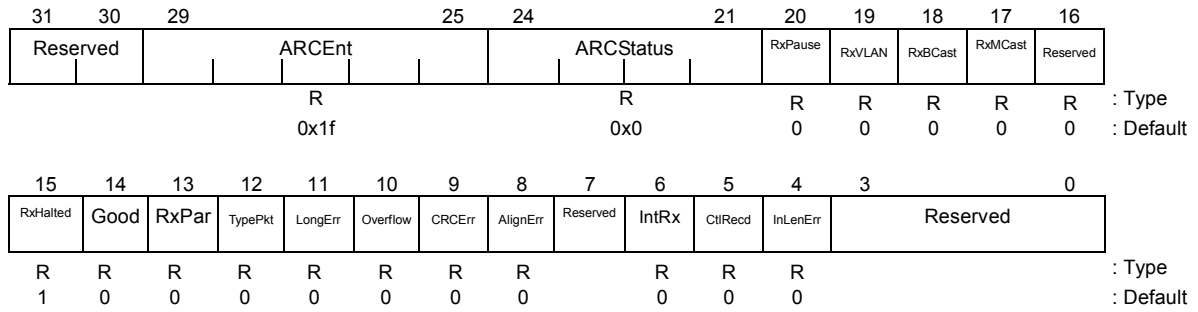 31 30 29 25 24 21 20 19 18 17 16
Reserved ARCEnt ARCStatus RxPause RxVLAN RxBCast RxMCast Reserved
R R R R R R R : Type
0x1f 0x0 0 0 0 0 0 : Default
15 14 13 12 11 10 9 8 7 6 5 4 3 0
RxHalted Good RxPar TypePkt LongErr Overflow CRCErr AlignErr Reserved IntRx CtlRecd InLenErr Reserved
R R R R R R R R R R R : Type
1 0 0 0 0 0 0 0 0 0 0 : Default